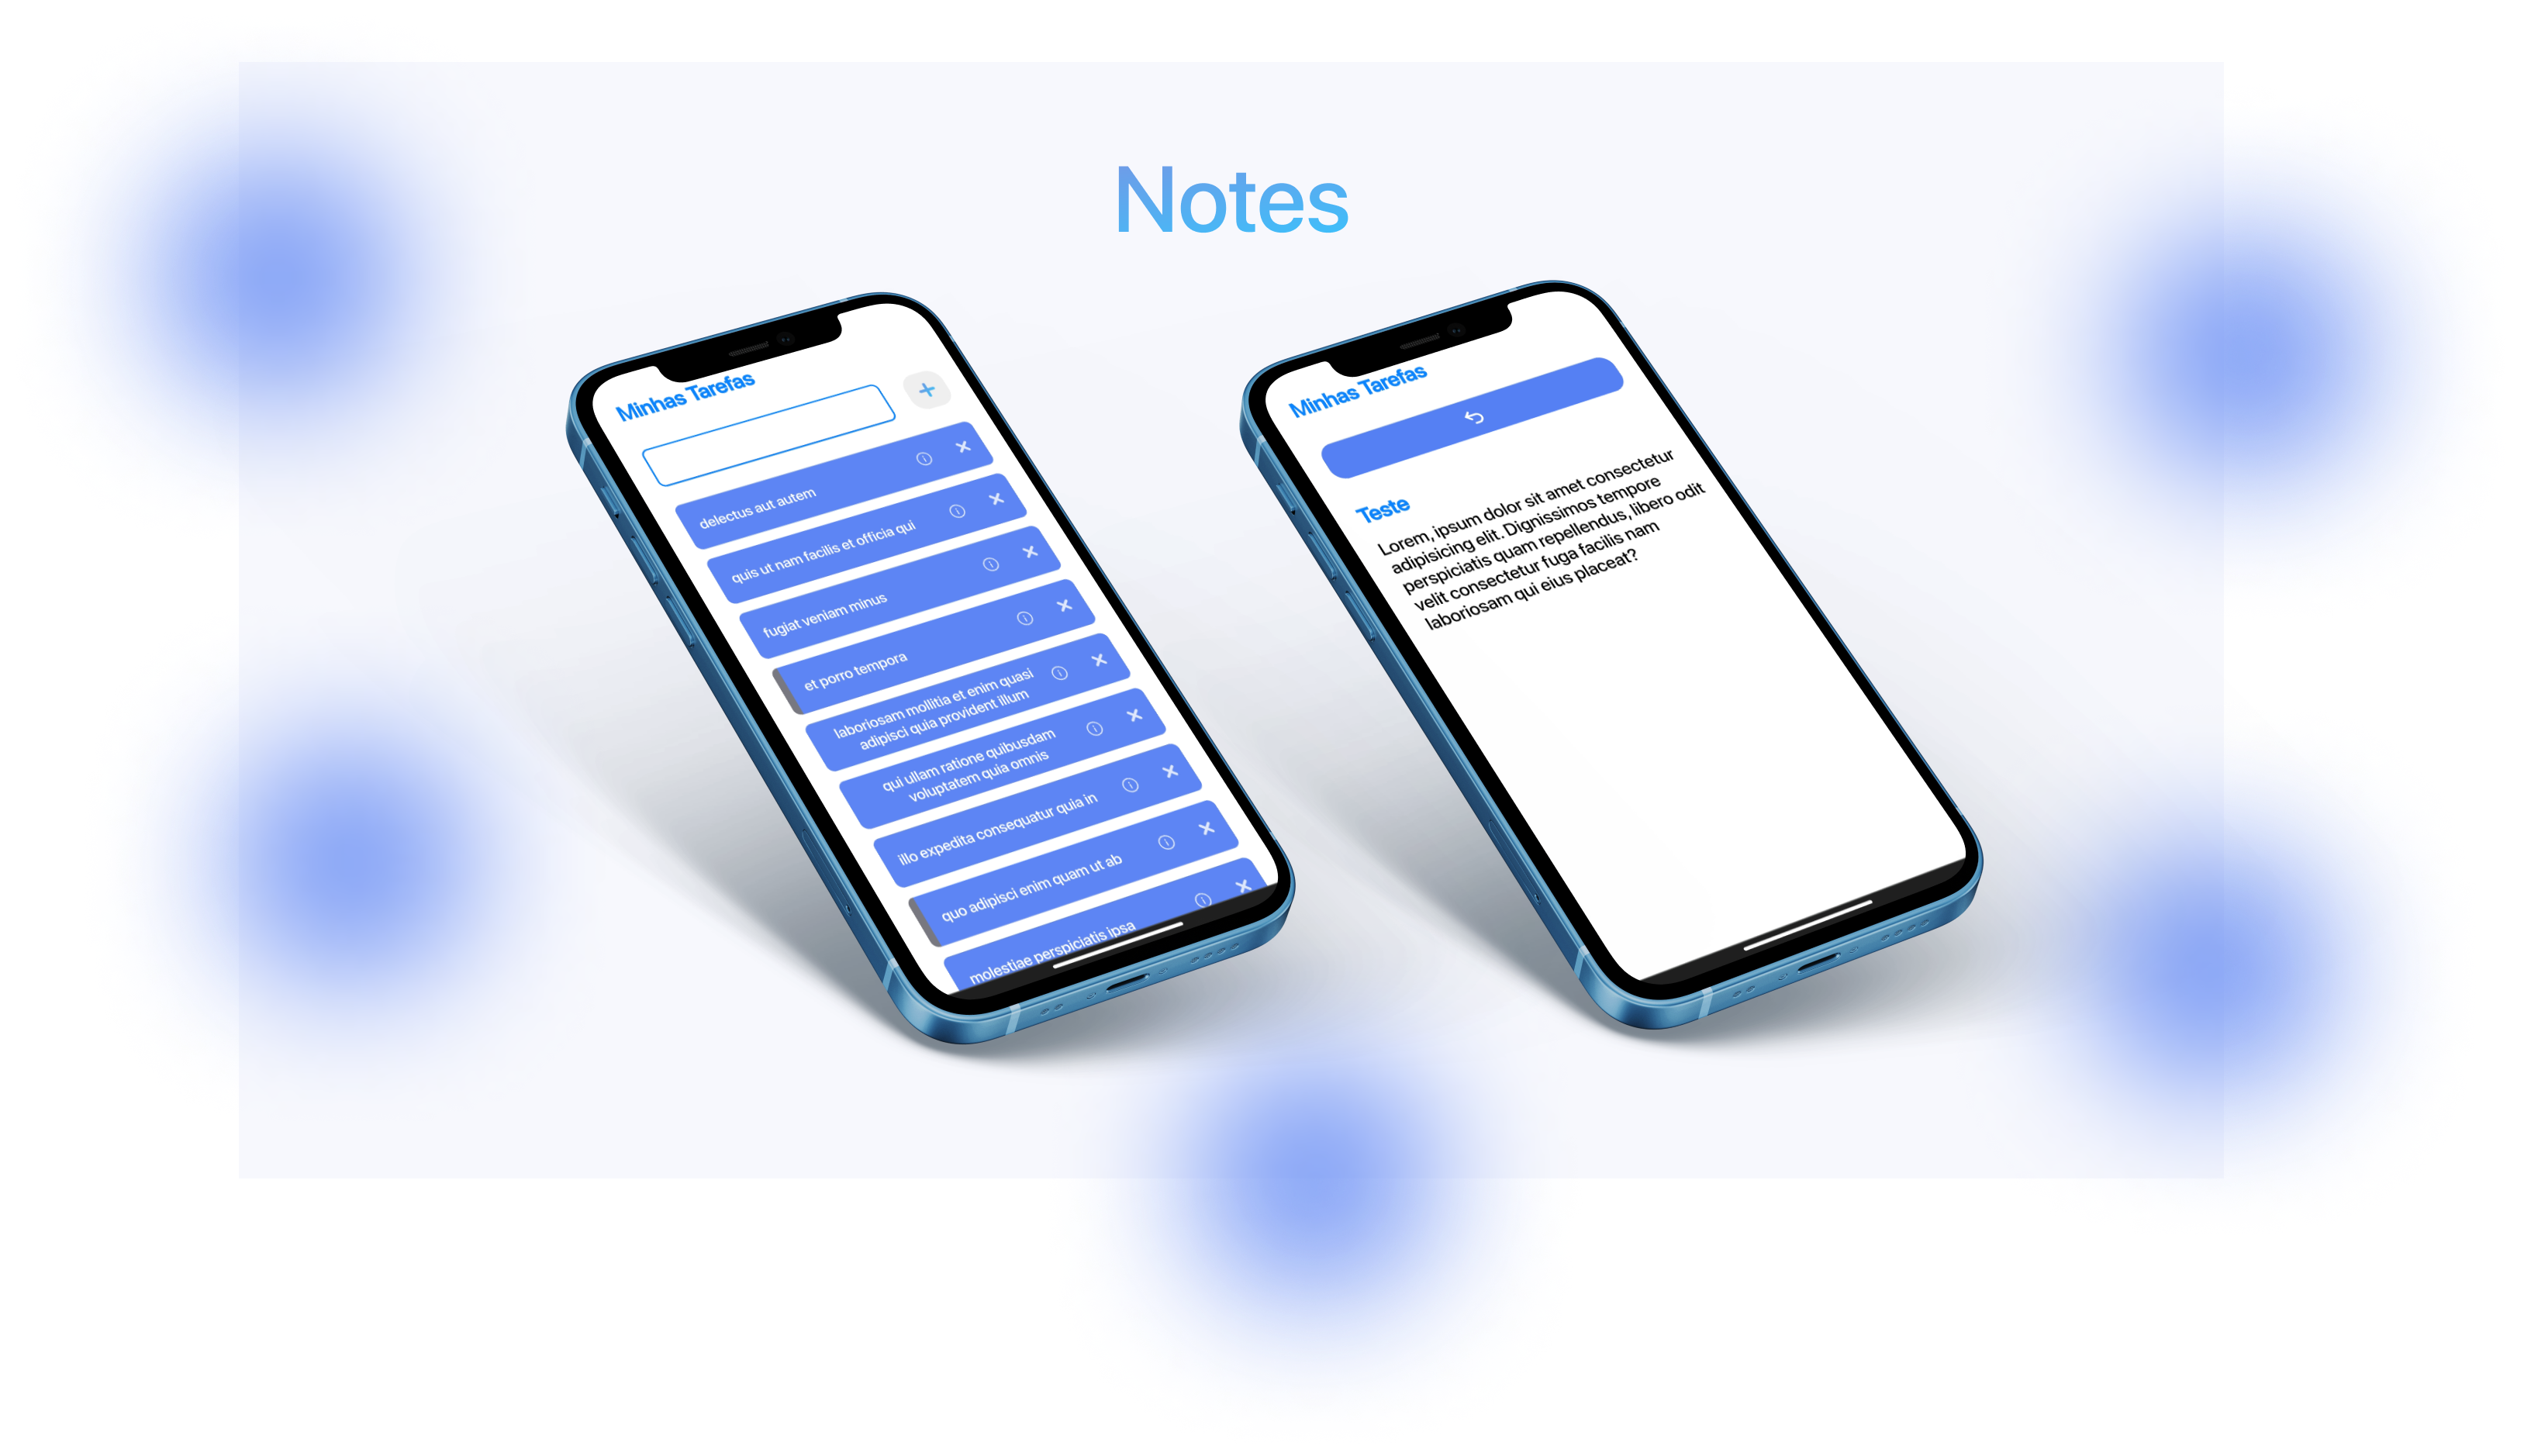 Notes
Minhas Tarefas
delectus aut autem
quis ut nam facilis et officia qui
fugiat veniam minus
et porro tempora
laboriosam mollitia et enim quasi
adipisci quia provident illum
qui ullam ratione quibusdam
voluptatem quia omnis
illo expedita consequatur quia in
quo adipisci enim quam ut ab
molestiae perspiciatis ipsa
Minhas Tarefas
Teste
Lorem, ipsum dolor sit amet consectetur
adipisicing elit. Dignissimos tempore
perspiciatis quam repellendus, libero odit
velit consectetur fuga facilis nam
laboriosam qui eius placeat?